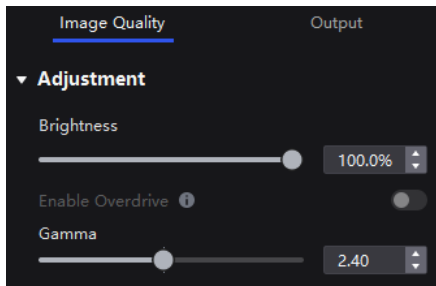 Image Quality Output
Adjustment
Brightness
100.0%
Enable Overdrive
Gamma
2.40